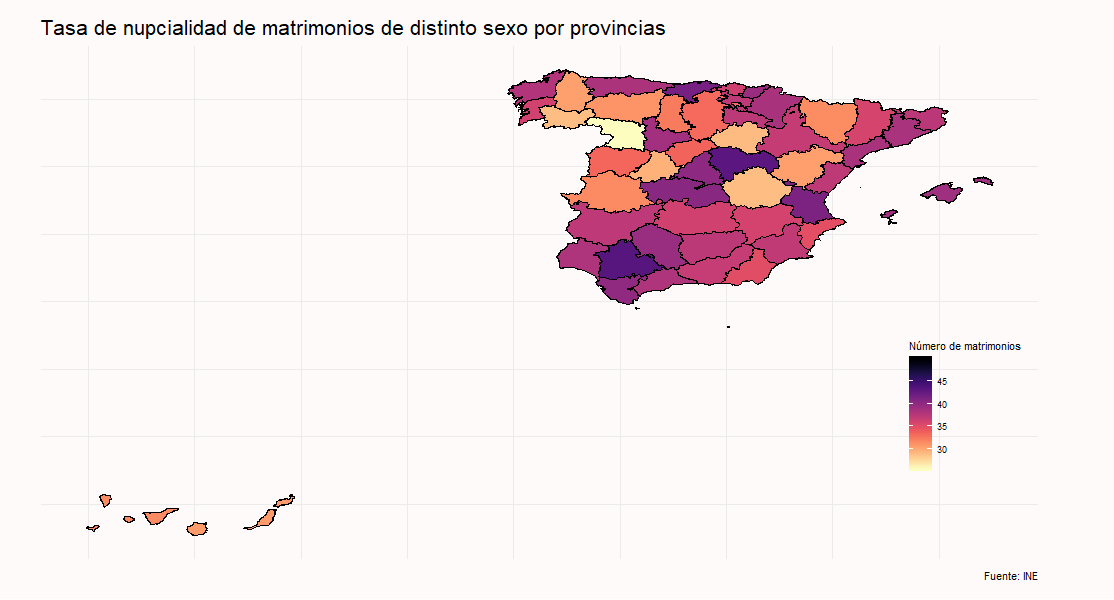 Tasa de nupcialidad de matrimonios de distinto sexo por provincias
Número de matrimonios
45
40
35
30
Fuente: INE